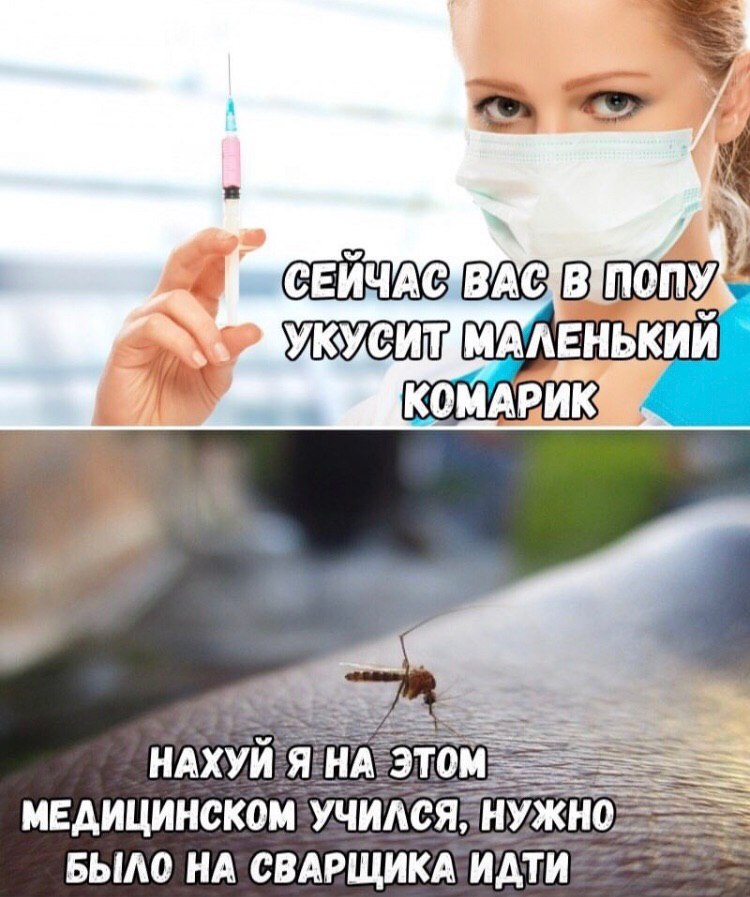 СЕЙЧАС ВАС В ПОПУ
УКУСИТ МАЛЕНЬКИЙ
КОМАРИК
НАХУЙ Я НА ЭТОМ
МЕДИЦИНСКОМ УЧИЛСЯ, НУЖНО
БЫЛО НА СВАРЩИКА ИДТИ